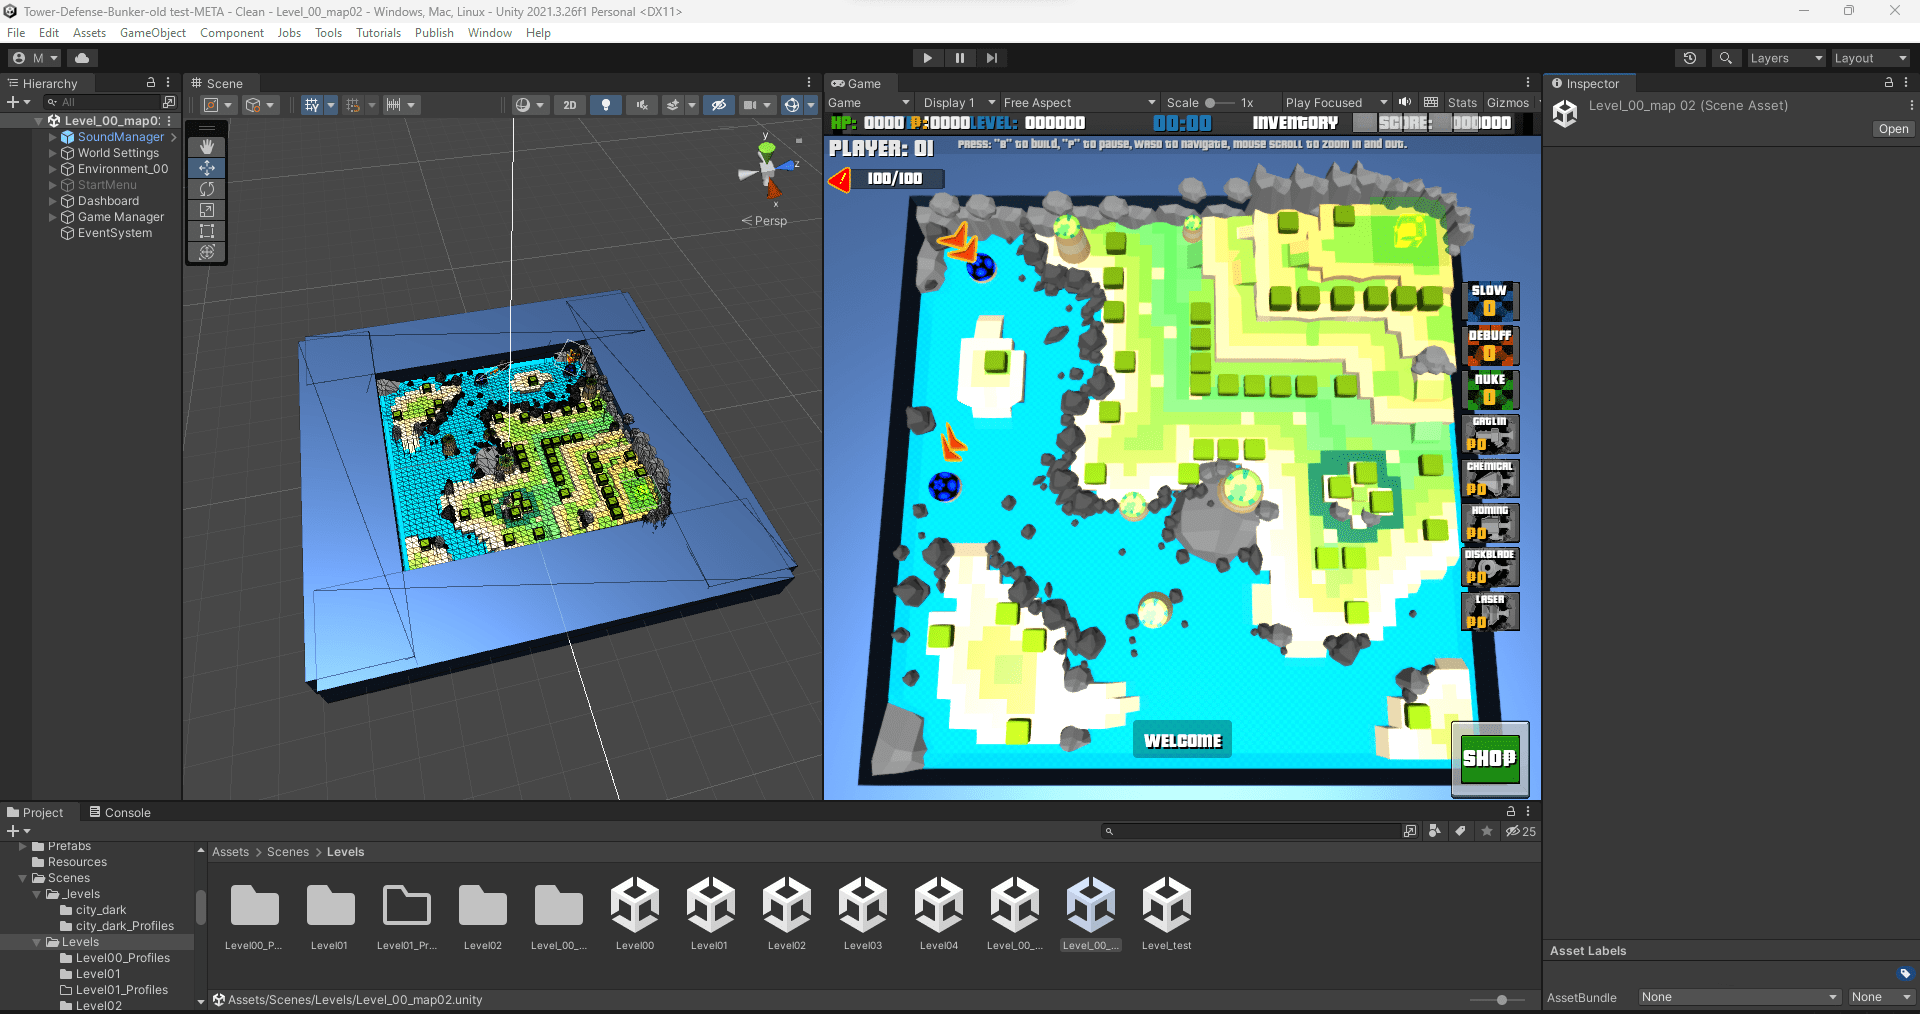 Tower-Defense-Bunker-old test-META - Clean - Level_00_map02 - Windows, Mac, Linux - Unity 2021.3.26f1 Personal <DX11>
File Edit Assets GameObject Component Jobs Tools Tutorials Publish Window Help
M
Layers
Layout
Hierarchy
All
Level_00_map0
SoundManager
World Settings
Environment_00
StartMenu
Dashboard
Game Manager
EventSystem
Scene
2D
y
z
x
Persp
Game
Game
Display 1
Free Aspect
Scale
1x
Play Focused
Stats
Gizmos
HP: 0000 P:0000 LEVEL: 000000
00:00
INVENTORY
SCORE: 000000
PLAYER: 01
PRESS: "B" to build, "P" to pause, WASD to navigate, mouse scroll to zoom in and out.
100/100
SLOW
0
DEBUFF
0
NUKE
0
GATLIN
P0
CHEMICAL
P0
HOMING
P0
DISKBLADE
P0
LASER
P0
WELCOME
SHOP
Inspector
Level_00_map 02 (Scene Asset)
Open
Asset Labels
AssetBundle
None
None
Project
Console
25
Prefabs
Resources
Scenes
_levels
city_dark
city_dark_Profiles
Levels
Level00_Profiles
Level01
Level01_Profiles
Level02
Assets > Scenes > Levels
Level00_P...
Level01
Level01_Pr...
Level02
Level_00_...
Level00
Level01
Level02
Level03
Level04
Level_00_...
Level_00_...
Level_test
Assets/Scenes/Levels/Level_00_map02.unity